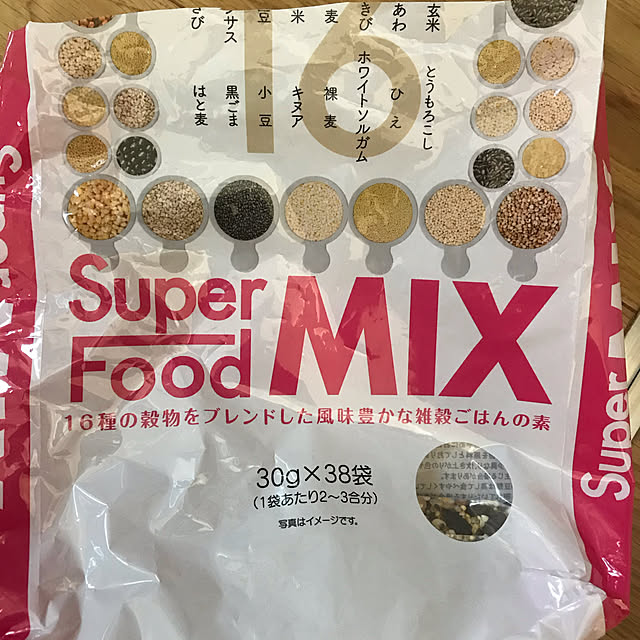 16
玄米
あわ
きび
麦
米
豆
とうもろこし
ひえ
ホワイトソルガム
裸麦
キヌア
小豆
黒ごま
はと麦
Super
Food MIX
16種の穀物をブレンドした風味豊かな雑穀ごはんの素
30g×38袋
(1袋あたり2〜3合分)
写真はイメージです。
Super
Super